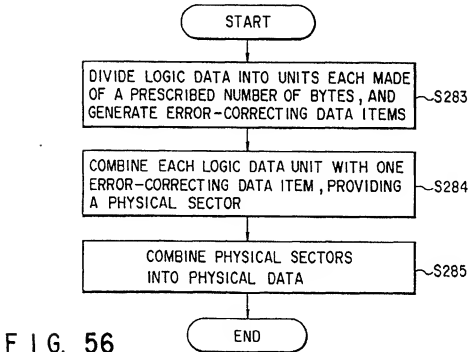 START
DIVIDE LOGIC DATA INTO UNITS EACH MADE
OF A PRESCRIBED NUMBER OF BYTES, AND
GENERATE ERROR-CORRECTING DATA ITEMS
S283
COMBINE EACH LOGIC DATA UNIT WITH ONE
ERROR-CORRECTING DATA ITEM, PROVIDING
A PHYSICAL SECTOR
S284
COMBINE PHYSICAL SECTORS
INTO PHYSICAL DATA
S285
END
FIG. 56